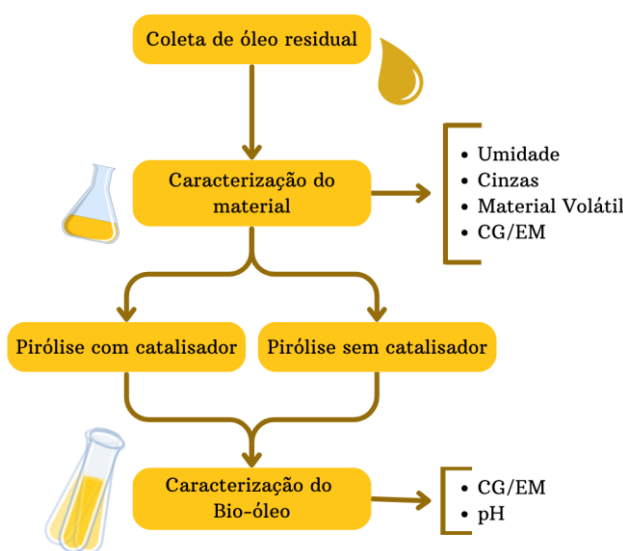 Coleta de óleo residual
Caracterização do
material
• Umidade
• Cinzas
• Material Volátil
• CG/EM
Pirólise com catalisador
Pirólise sem catalisador
Caracterização do
Bio-óleo
• CG/EM
• pH